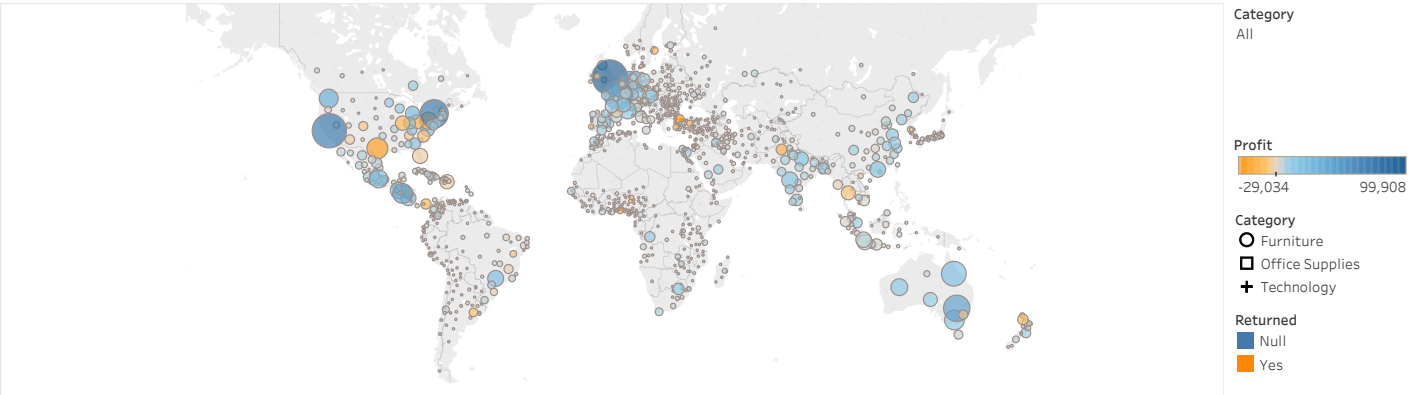 Category
All
Profit
-29,034 99,908
Category
Furniture
Office Supplies
Technology
Returned
Null
Yes